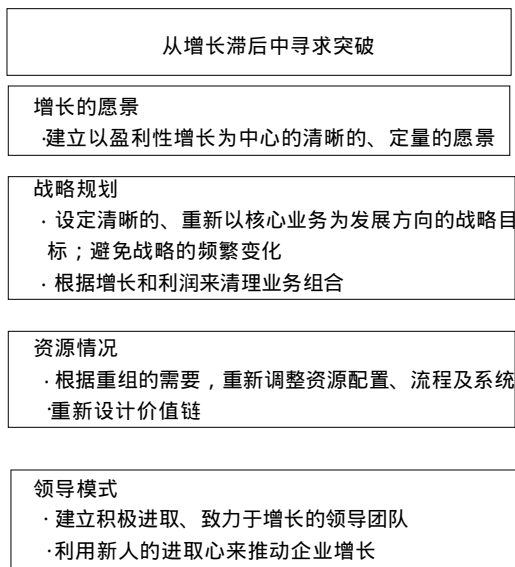 从增长滞后中寻求突破
增长的愿景
·建立以盈利性增长为中心的清晰的、定量的愿景
战略规划
· 设定清晰的、重新以核心业务为发展方向的战略目
标；避免战略的频繁变化
· 根据增长和利润来清理业务组合
资源情况
· 根据重组的需要，重新调整资源配置、流程及系统
·重新设计价值链
领导模式
· 建立积极进取、致力于增长的领导团队
·利用新人的进取心来推动企业增长